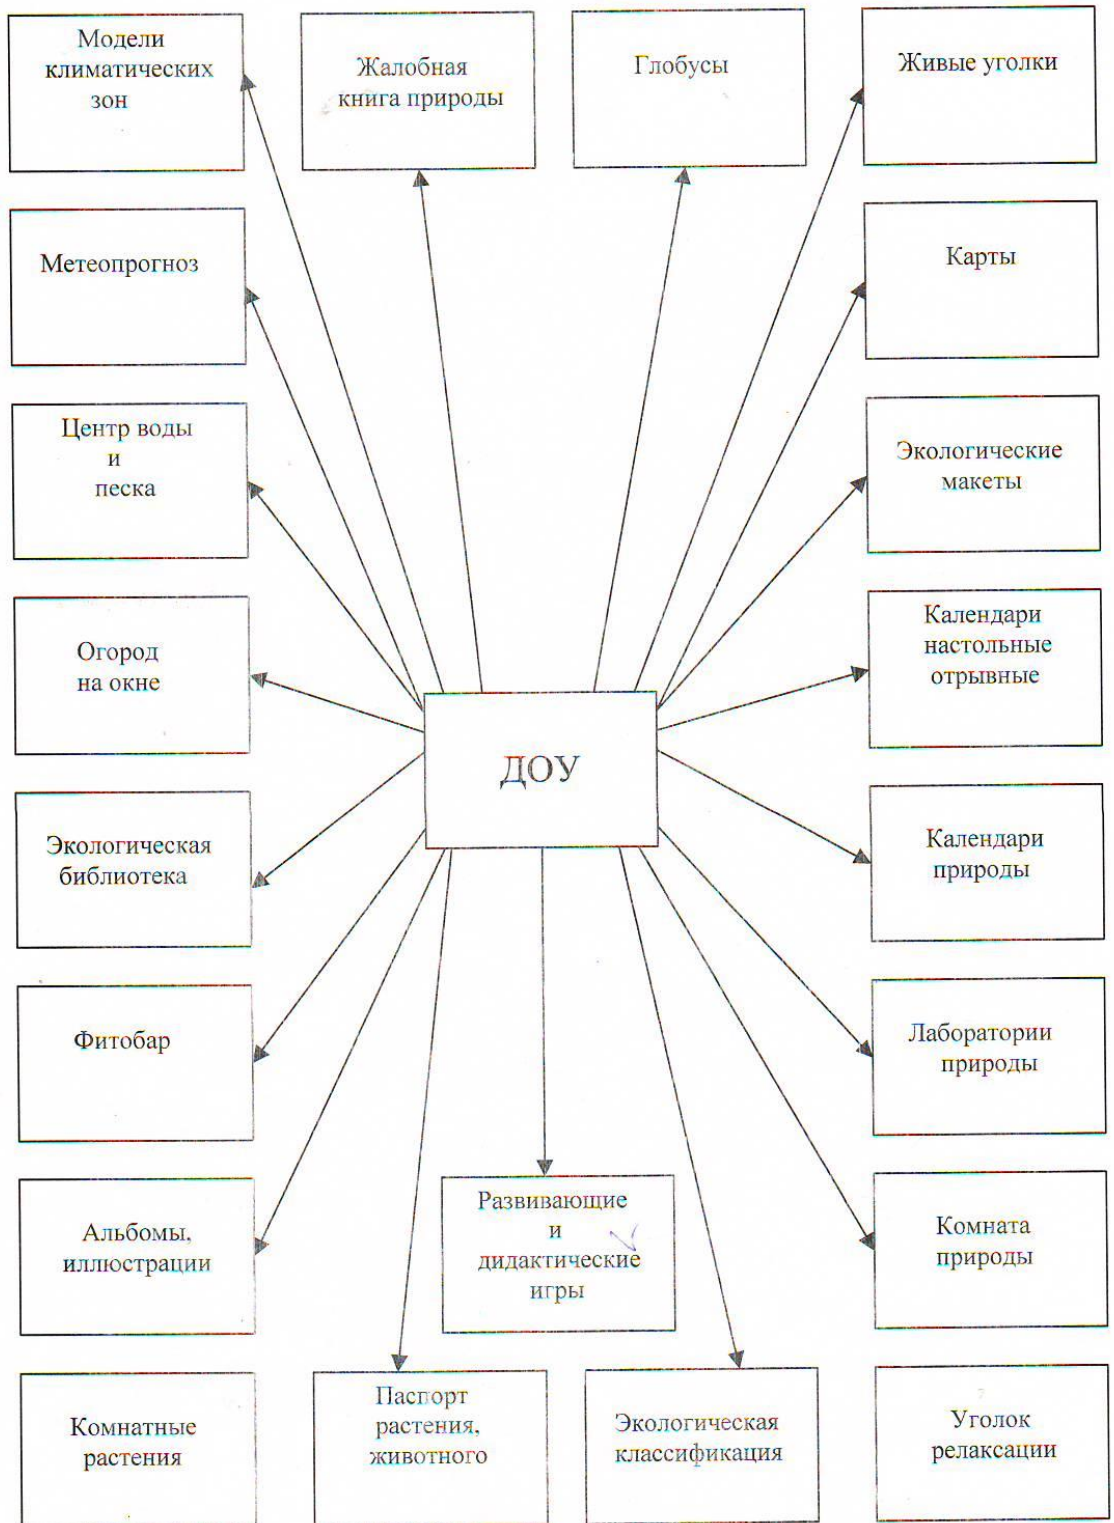 Модели
климатических
зон
Жалобная
книга природы
Глобусы
Живые уголки
Метеопрогноз
Карты
Центр воды
и
песка
Экологические
макеты
Огород
на окне
Календари
настольные
отрывные
ДОУ
Экологическая
библиотека
Календари
природы
Фитобар
Лаборатории
природы
Альбомы,
иллюстрации
Развивающие
и
дидактические
игры
Комната
природы
Комнатные
растения
Паспорт
растения,
животного
Экологическая
классификация
Уголок
релаксации